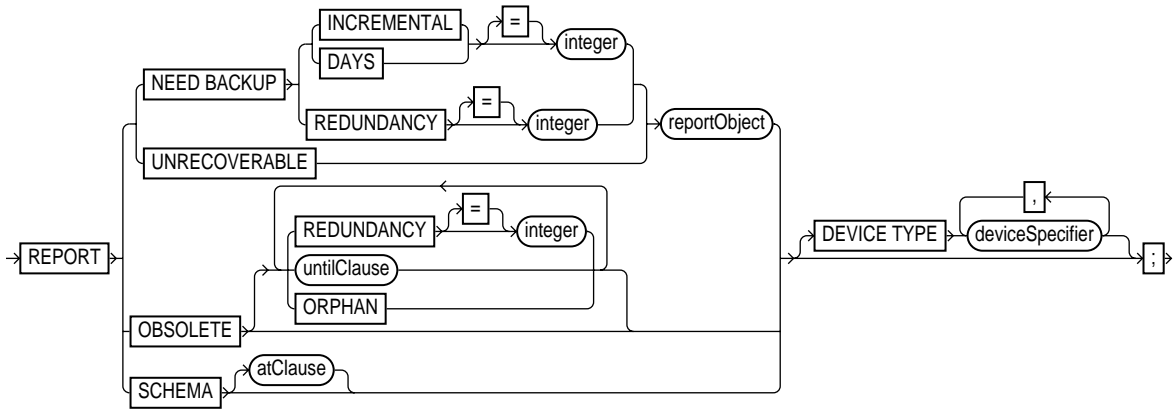 INCREMENTAL = integer
DAYS
NEED BACKUP
REDUNDANCY = integer reportObject
UNRECOVERABLE
REDUNDANCY = integer
DEVICE TYPE , deviceSpecifier
REPORT untilClause ;
ORPHAN
OBSOLETE
atClause
SCHEMA